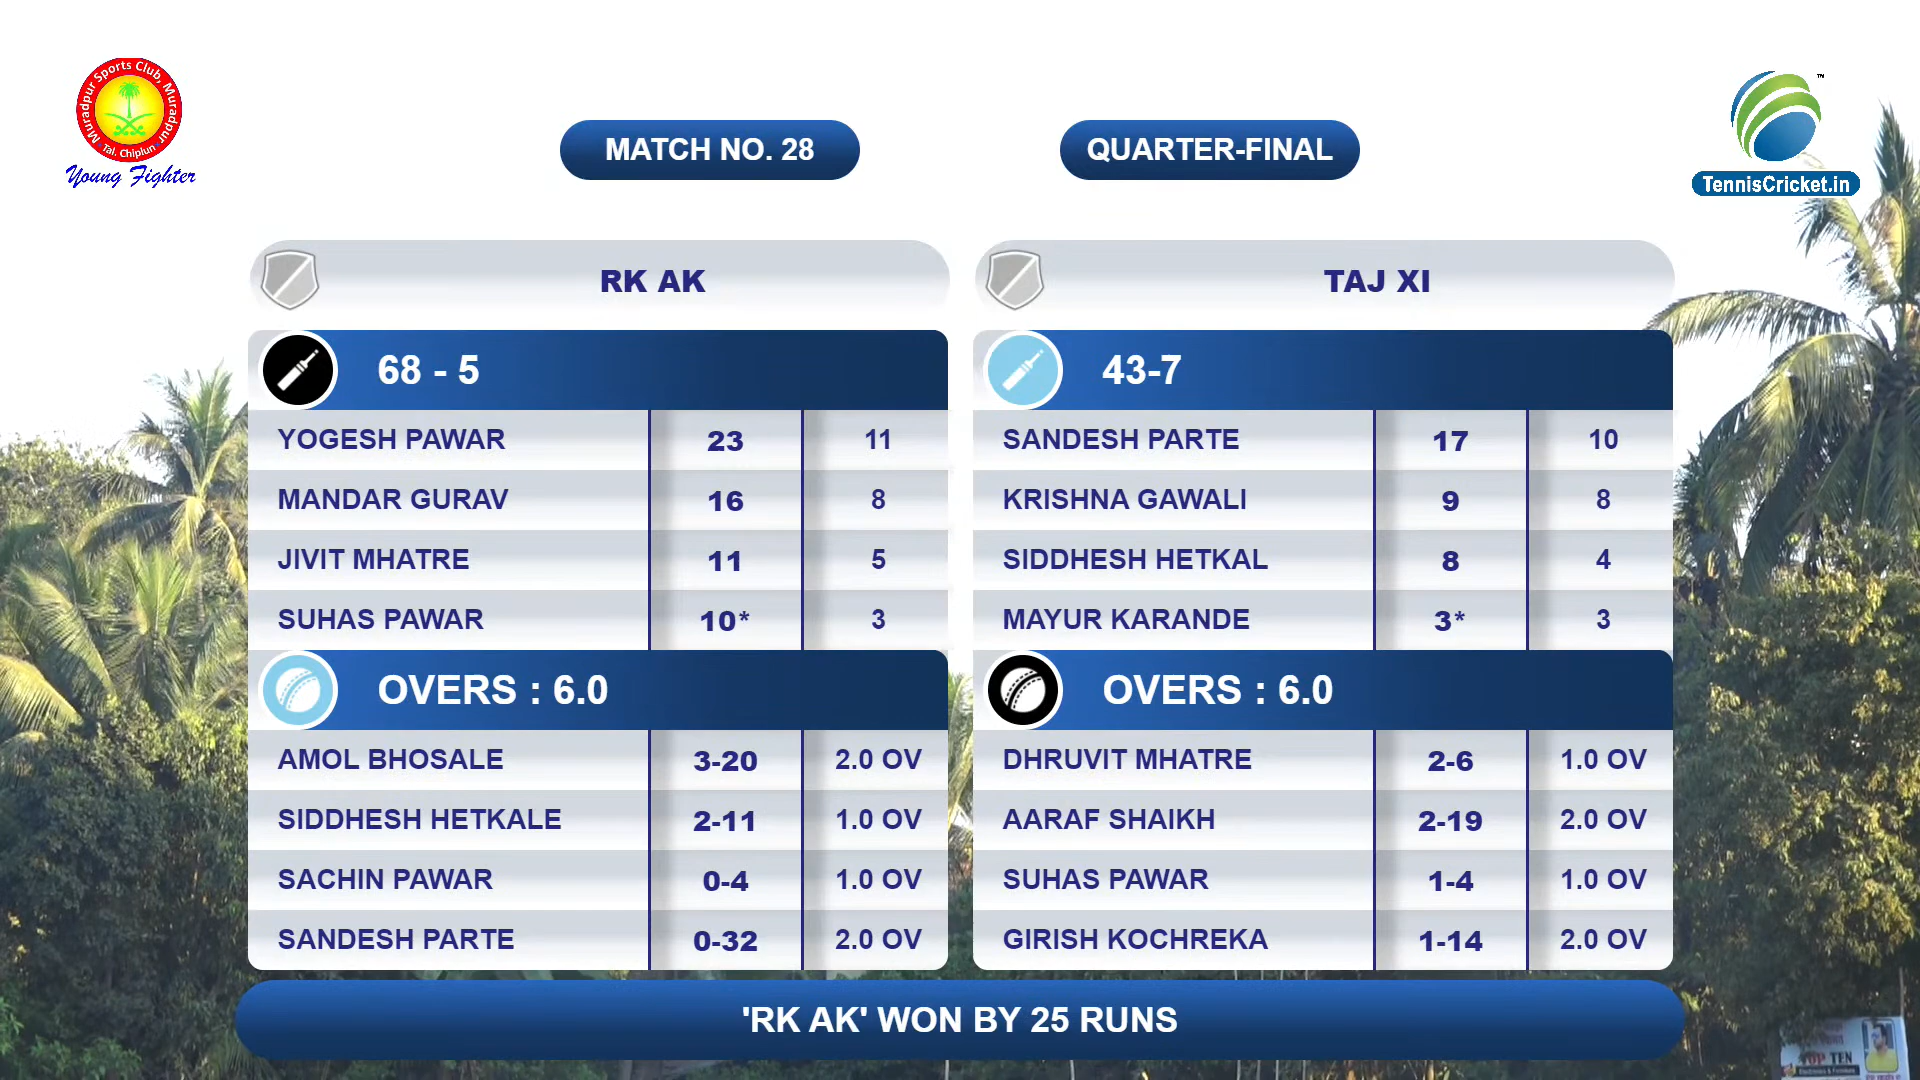 Muradpur Sports Club, Muradpur
Tal. Chiplun
Young Fighter
MATCH NO. 28
QUARTER-FINAL
TM
TennisCricket.in
RK AK
TAJ XI
68 - 5
43-7
YOGESH PAWAR 23 11
SANDESH PARTE 17 10
MANDAR GURAV 16 8
KRISHNA GAWALI 9 8
JIVIT MHATRE 11 5
SIDDHESH HETKAL 8 4
SUHAS PAWAR 10* 3
MAYUR KARANDE 3* 3
OVERS : 6.0
OVERS : 6.0
AMOL BHOSALE 3-20 2.0 OV
DHRUVIT MHATRE 2-6 1.0 OV
SIDDHESH HETKALE 2-11 1.0 OV
AARAF SHAIKH 2-19 2.0 OV
SACHIN PAWAR 0-4 1.0 OV
SUHAS PAWAR 1-4 1.0 OV
SANDESH PARTE 0-32 2.0 OV
GIRISH KOCHREKA 1-14 2.0 OV
'RK AK' WON BY 25 RUNS
TOP TEN